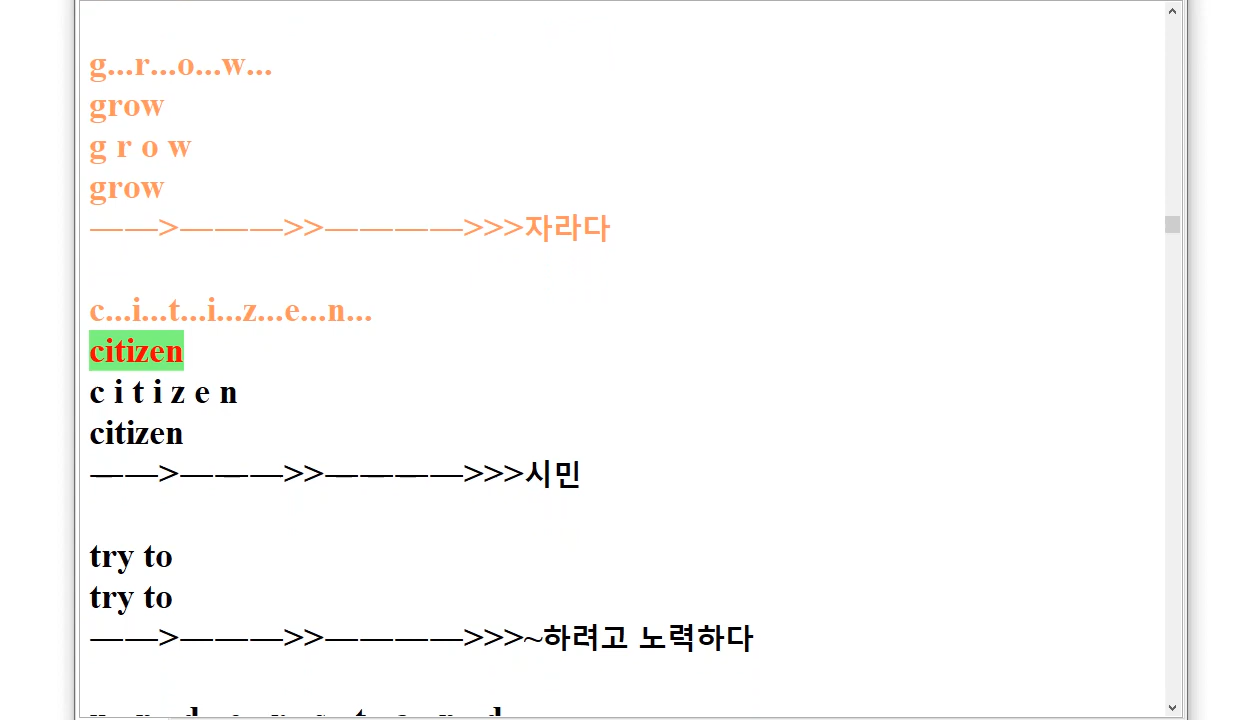 g...r...o...w...
grow
g r o w
grow
——>———>>————>>>자라다
c...i...t...i...z...e...n...
citizen
c i t i z e n
citizen
——>———>>————>>>시민
try to
try to
——>———>>————>>>~하려고 노력하다